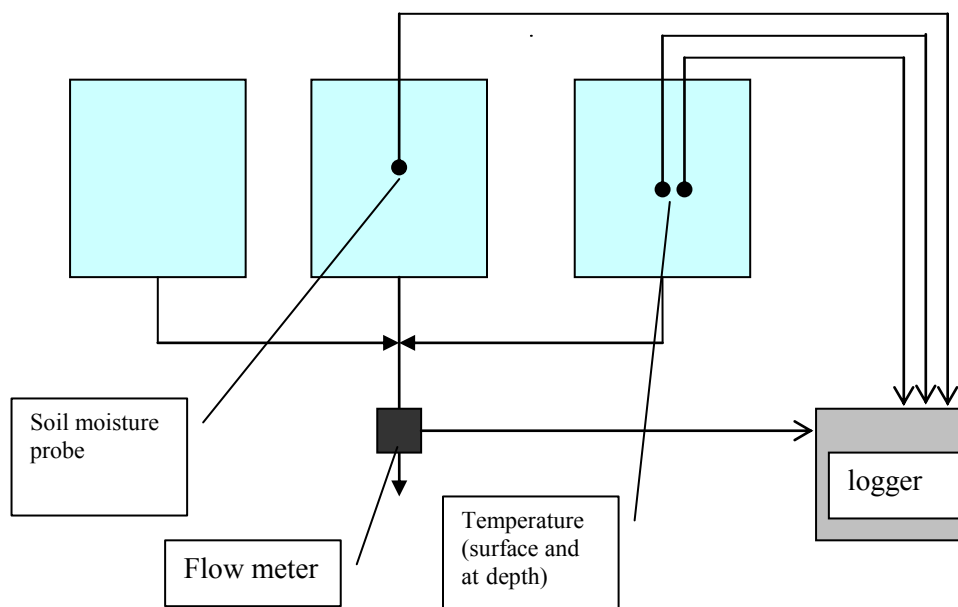 Soil moisture
probe
Flow meter
Temperature
(surface and
at depth)
logger